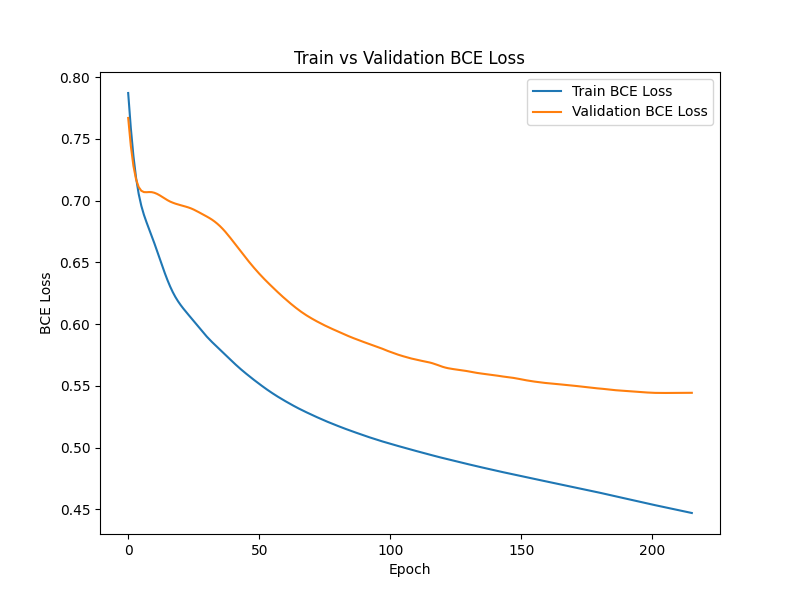 Train vs Validation BCE Loss
Train BCE Loss
Validation BCE Loss
0.80
0.75
0.70
0.65
0.60
0.55
0.50
0.45
BCE Loss
0 50 100 150 200
Epoch